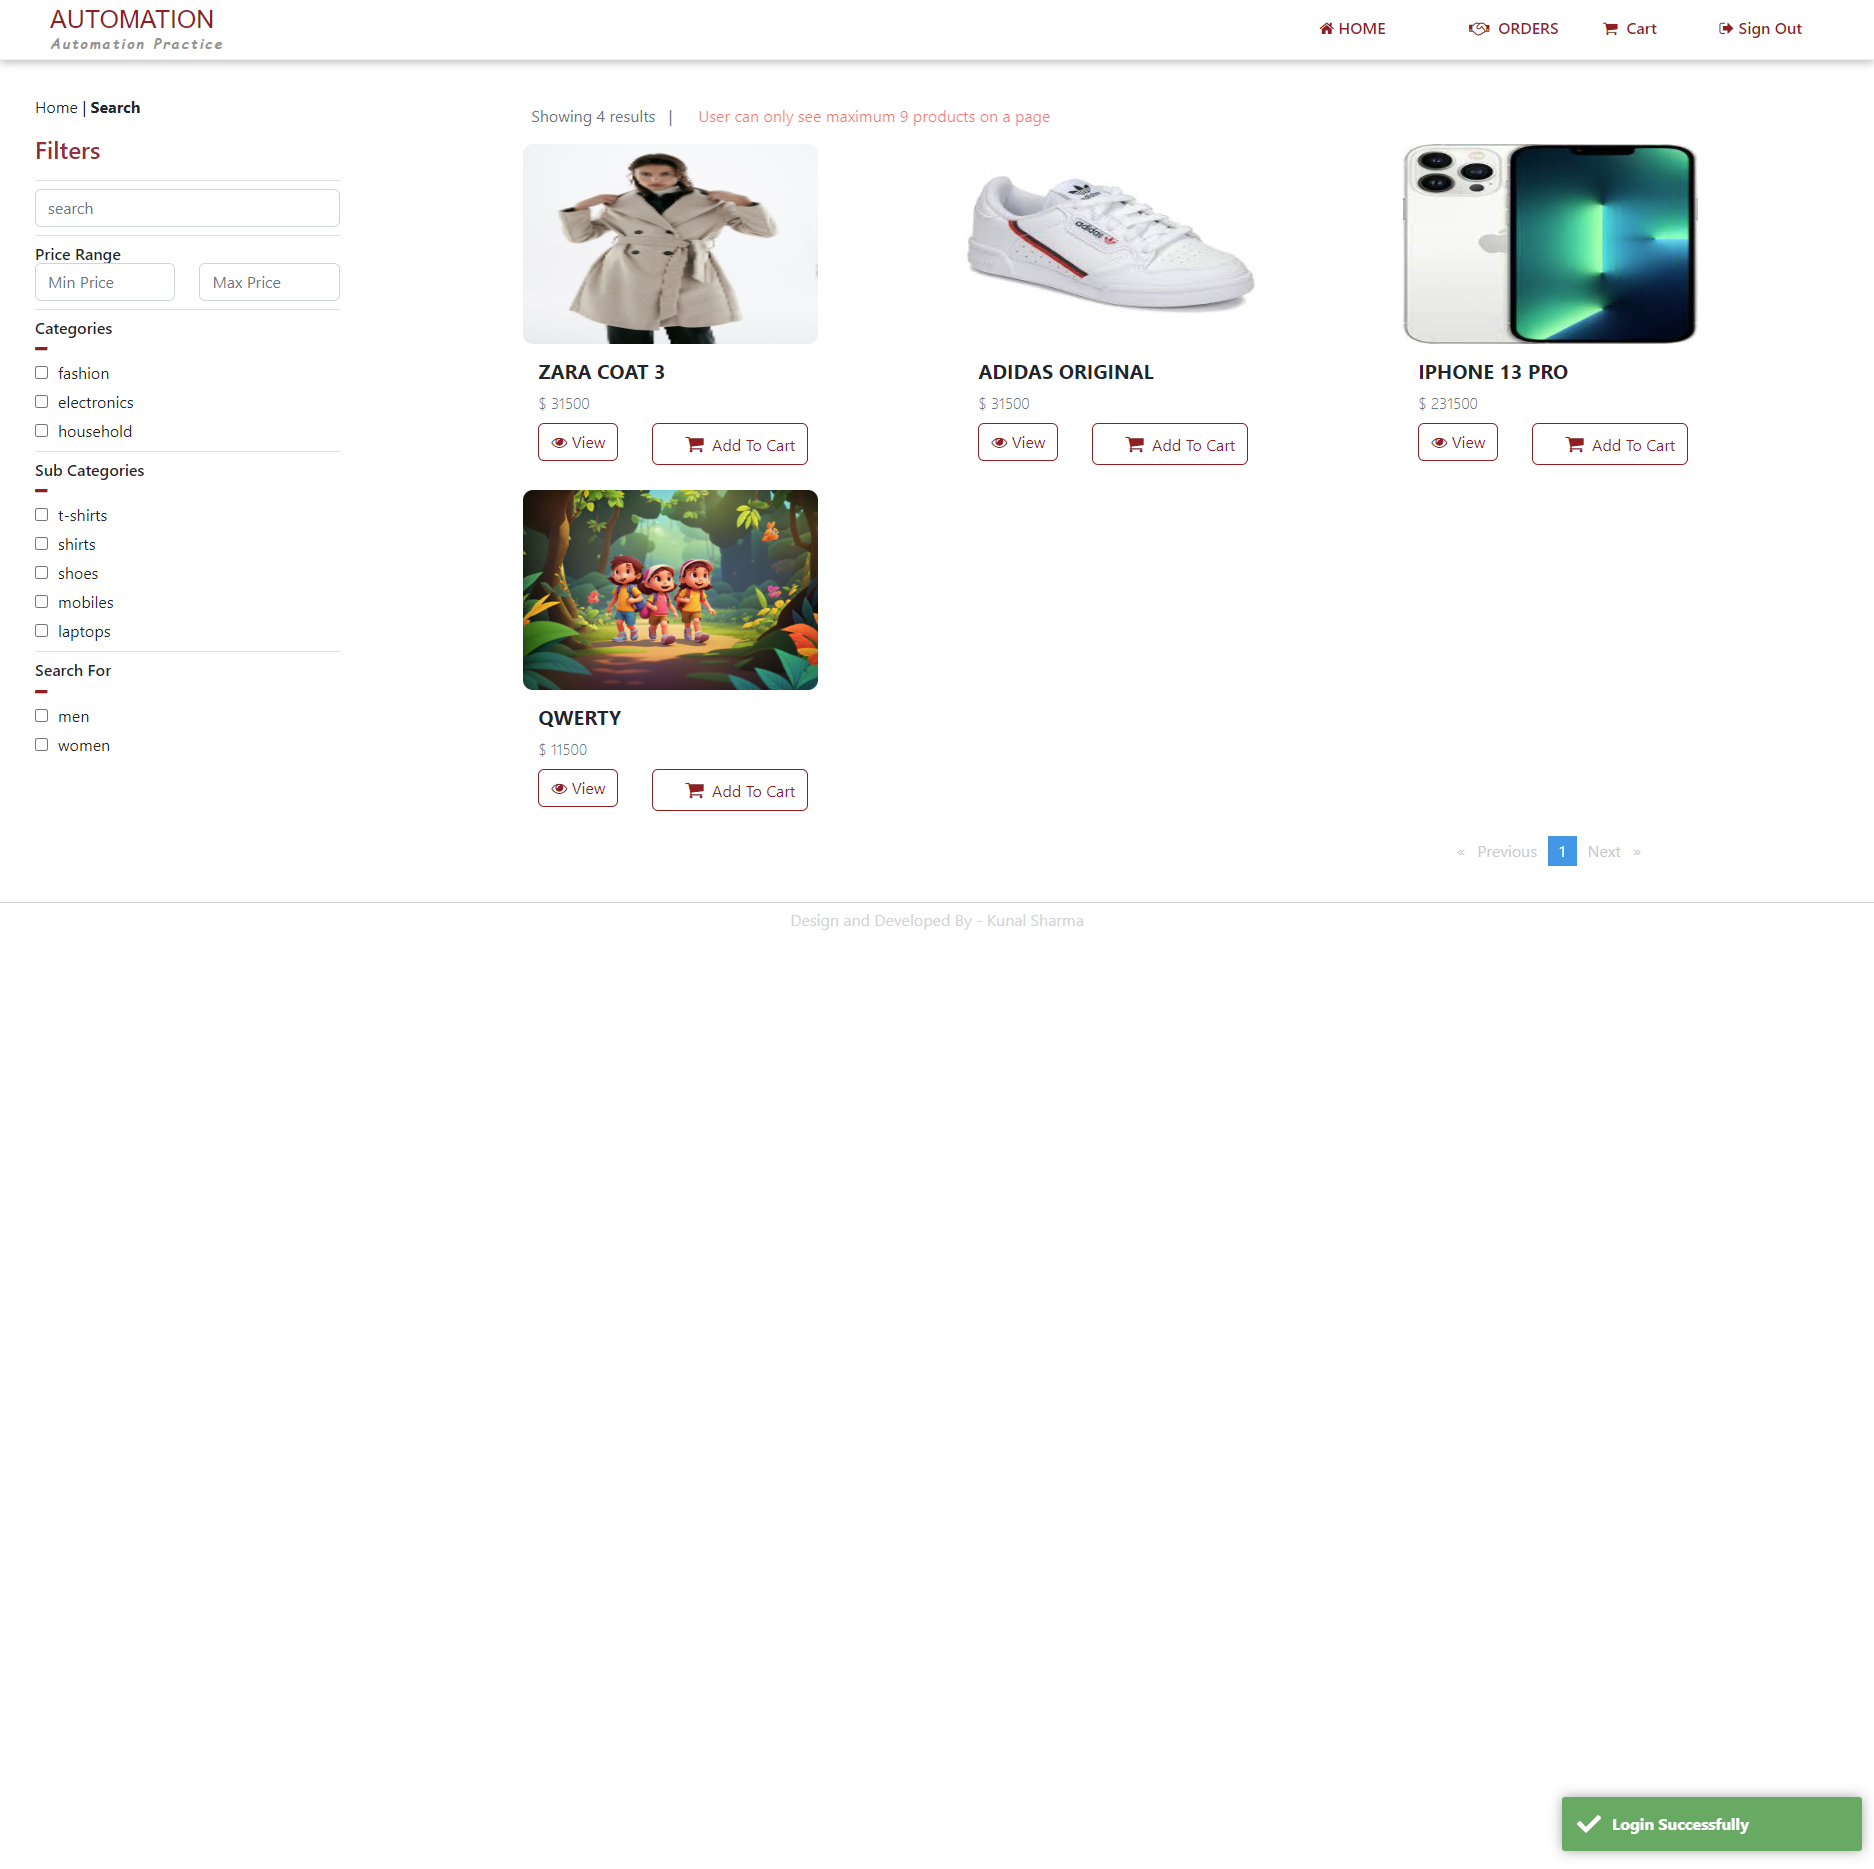 AUTOMATION
Automation Practice
HOME
ORDERS
Cart
Sign Out
Home | Search
Filters
search
Price Range
Min Price
Max Price
Categories
fashion
electronics
household
Sub Categories
t-shirts
shirts
shoes
mobiles
laptops
Search For
men
women
Showing 4 results |
User can only see maximum 9 products on a page
ZARA COAT 3
$ 31500
View
Add To Cart
adidas
ADIDAS ORIGINAL
$ 31500
View
Add To Cart
IPHONE 13 PRO
$ 231500
View
Add To Cart
QWERTY
$ 11500
View
Add To Cart
« Previous 1 Next »
Design and Developed By - Kunal Sharma
Login Successfully